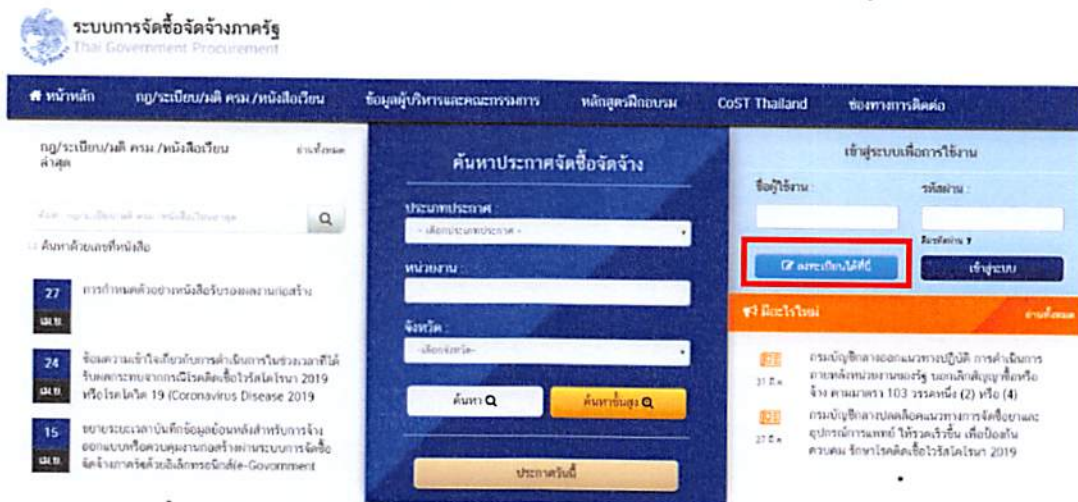 ระบบการจัดซื้อจัดจ้างภาครัฐ
Thai Government Procurement
หน้าหลัก
กฎ/ระเบียบ/มติ ครม./หนังสือเวียน
ข้อมูลผู้บริหารและคณะกรรมการ
หลักสูตรฝึกอบรม
CoST Thailand
ช่องทางการติดต่อ
กฎ/ระเบียบ/มติ ครม./หนังสือเวียน
ล่าสุด
อ่านทั้งหมด
ค้นหาด้วยเลขที่หนังสือ
27
เม.ย.
การกำหนดตัวอย่างหนังสือรับรองผลงานก่อสร้าง
24
เม.ย.
ซ้อมความเข้าใจเกี่ยวกับการดำเนินการในช่วงเวลาที่ได้
รับผลกระทบจากกรณีโรคติดเชื้อไวรัสโคโรนา 2019
หรือโรคโควิด 19 (Coronavirus Disease 2019
15
เม.ย.
ขยายระยะเวลาบันทึกข้อมูลย้อนหลังสำหรับการจ้าง
ออกแบบหรือควบคุมงานก่อสร้างผ่านระบบการจัดซื้อ
จัดจ้างภาครัฐด้วยอิเล็กทรอนิกส์(e-Government
ค้นหาประกาศจัดซื้อจัดจ้าง
ประเภทประกาศ :
- เลือกประเภทประกาศ -
หน่วยงาน :
จังหวัด :
-เลือกจังหวัด-
ค้นหา
ค้นหาขั้นสูง
ประกาศวันนี้
เข้าสู่ระบบเพื่อการใช้งาน
ชื่อผู้ใช้งาน :
รหัสผ่าน :
ลืมรหัสผ่าน ?
ลงทะเบียนได้ที่นี่
เข้าสู่ระบบ
มีอะไรใหม่
อ่านทั้งหมด
31 มี.ค.
กรมบัญชีกลางออกแนวทางปฏิบัติ การดำเนินการ
ภายหลังหน่วยงานของรัฐ บอกเลิกสัญญาซื้อหรือ
จ้าง ตามมาตรา 103 วรรคหนึ่ง (2) หรือ (4)
27 มี.ค.
กรมบัญชีกลางปลดล็อคแนวทางการจัดซื้อยาและ
อุปกรณ์การแพทย์ ให้รวดเร็วขึ้น เพื่อป้องกัน
ควบคุม รักษาโรคติดเชื้อไวรัสโคโรนา 2019